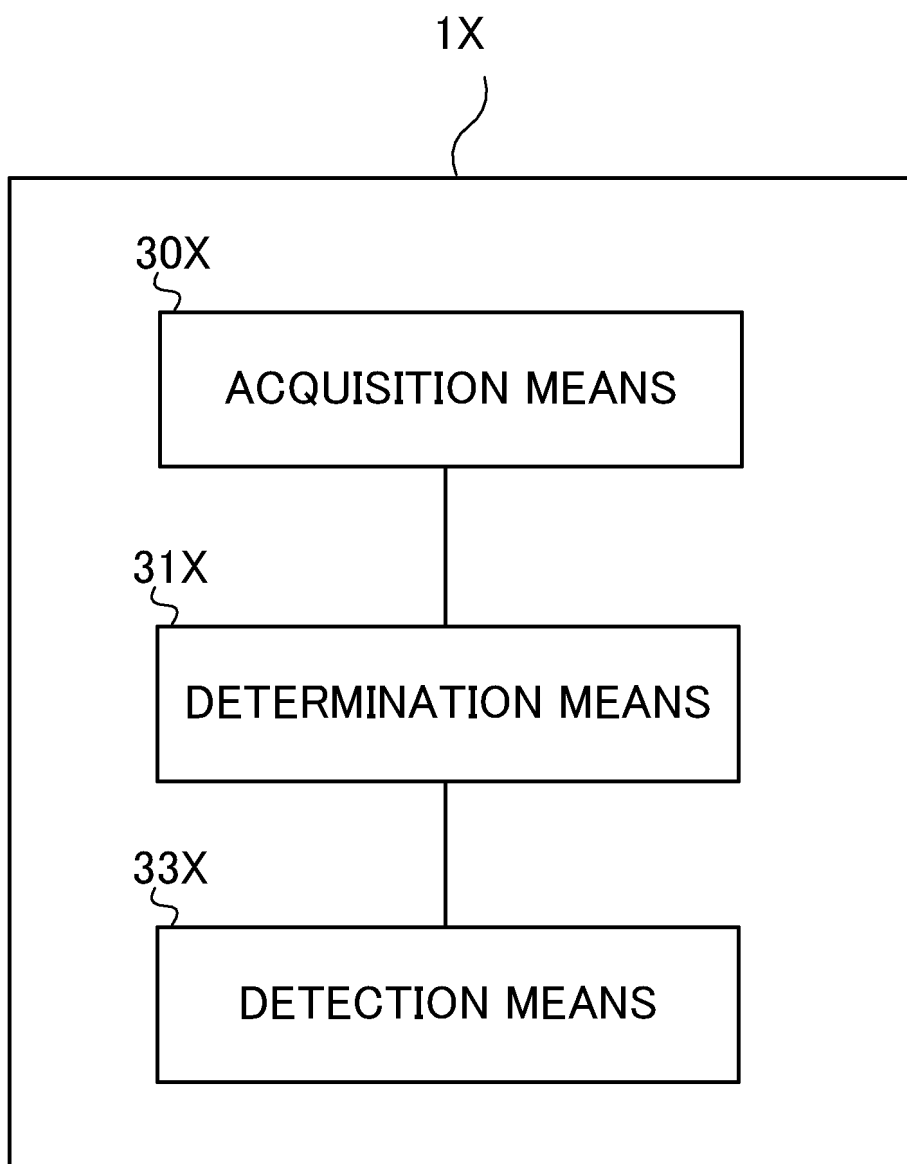 1X
30X
ACQUISITION MEANS
31X
DETERMINATION MEANS
33X
DETECTION MEANS